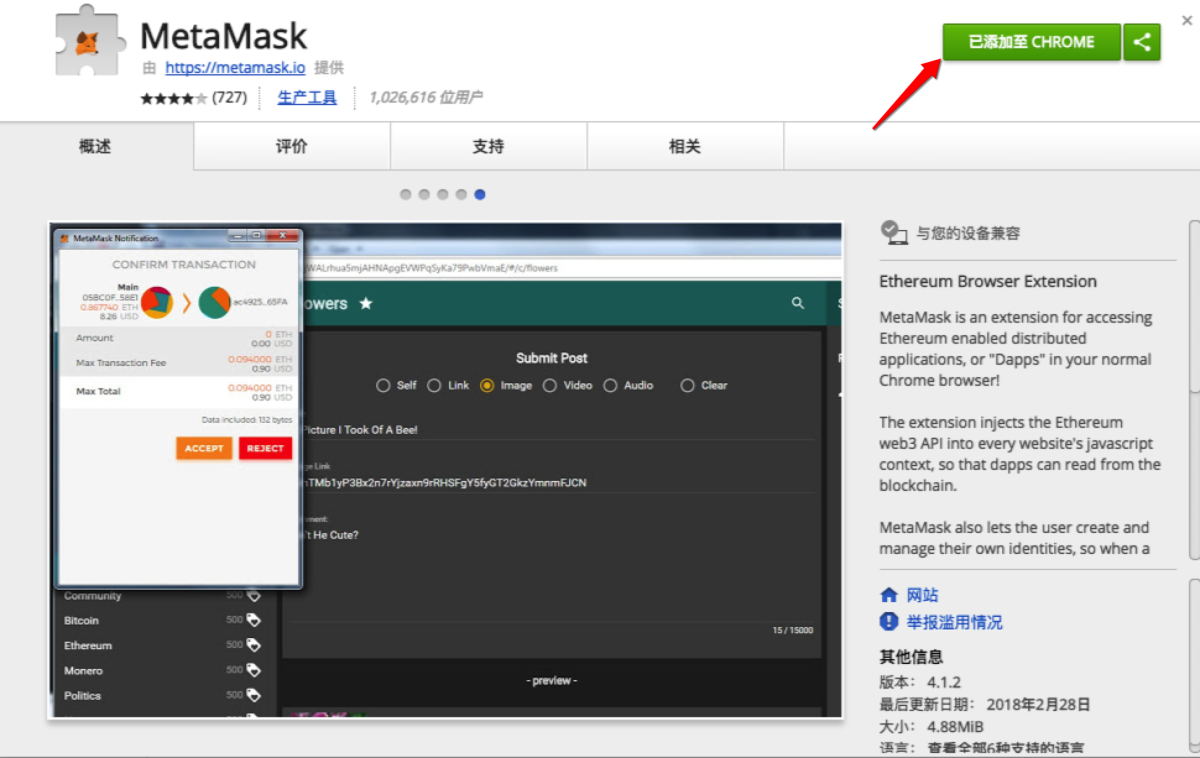 MetaMask
由 https://metamask.io 提供
(727) 生产工具 1,026,616 位用户
已添加至 CHROME
概述 评价 支持 相关
MetaMask Notification
CONFIRM TRANSACTION
Main
05BC0F...58E1
0.867740 ETH
8.26 USD
ac4925...65FA
Amount 0 ETH
0.00 USD
Max Transaction Fee 0.094000 ETH
0.90 USD
Max Total 0.094000 ETH
0.90 USD
Data included: 132 bytes
ACCEPT REJECT
owers
Submit Post
Self Link Image Video Audio Clear
Picture I Took Of A Bee!
ge Link
ment:
't He Cute?
15 / 15000
- preview -
Community 500
Bitcoin 500
Ethereum 500
Monero 500
Politics 500
与您的设备兼容
Ethereum Browser Extension
MetaMask is an extension for accessing
Ethereum enabled distributed
applications, or "Dapps" in your normal
Chrome browser!
The extension injects the Ethereum
web3 API into every website's javascript
context, so that dapps can read from the
blockchain.
MetaMask also lets the user create and
manage their own identities, so when a
网站
举报滥用情况
其他信息
版本： 4.1.2
最后更新日期： 2018年2月28日
大小： 4.88MiB
语言： 查看全部6种支持的语言